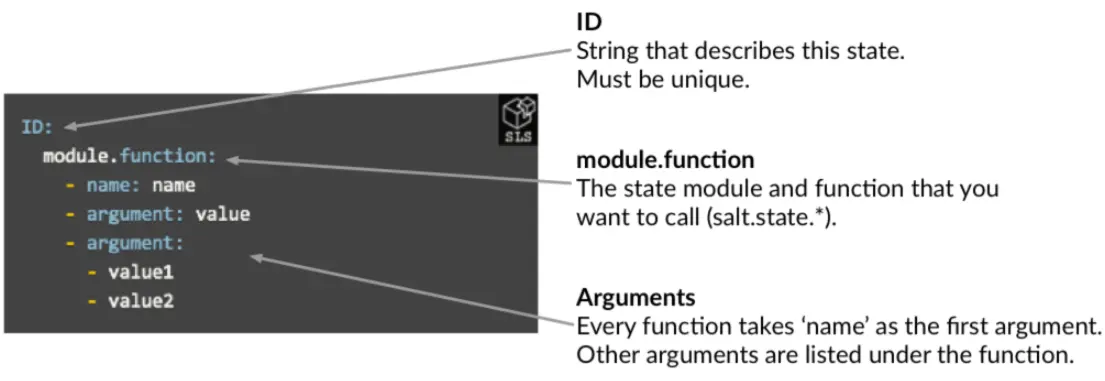 ID
String that describes this state.
Must be unique.
ID:
SLS
module.function:
- name: name
- argument: value
- argument:
- value1
- value2
module.function
The state module and function that you
want to call (salt.state.*).
Arguments
Every function takes ‘name’ as the first argument.
Other arguments are listed under the function.